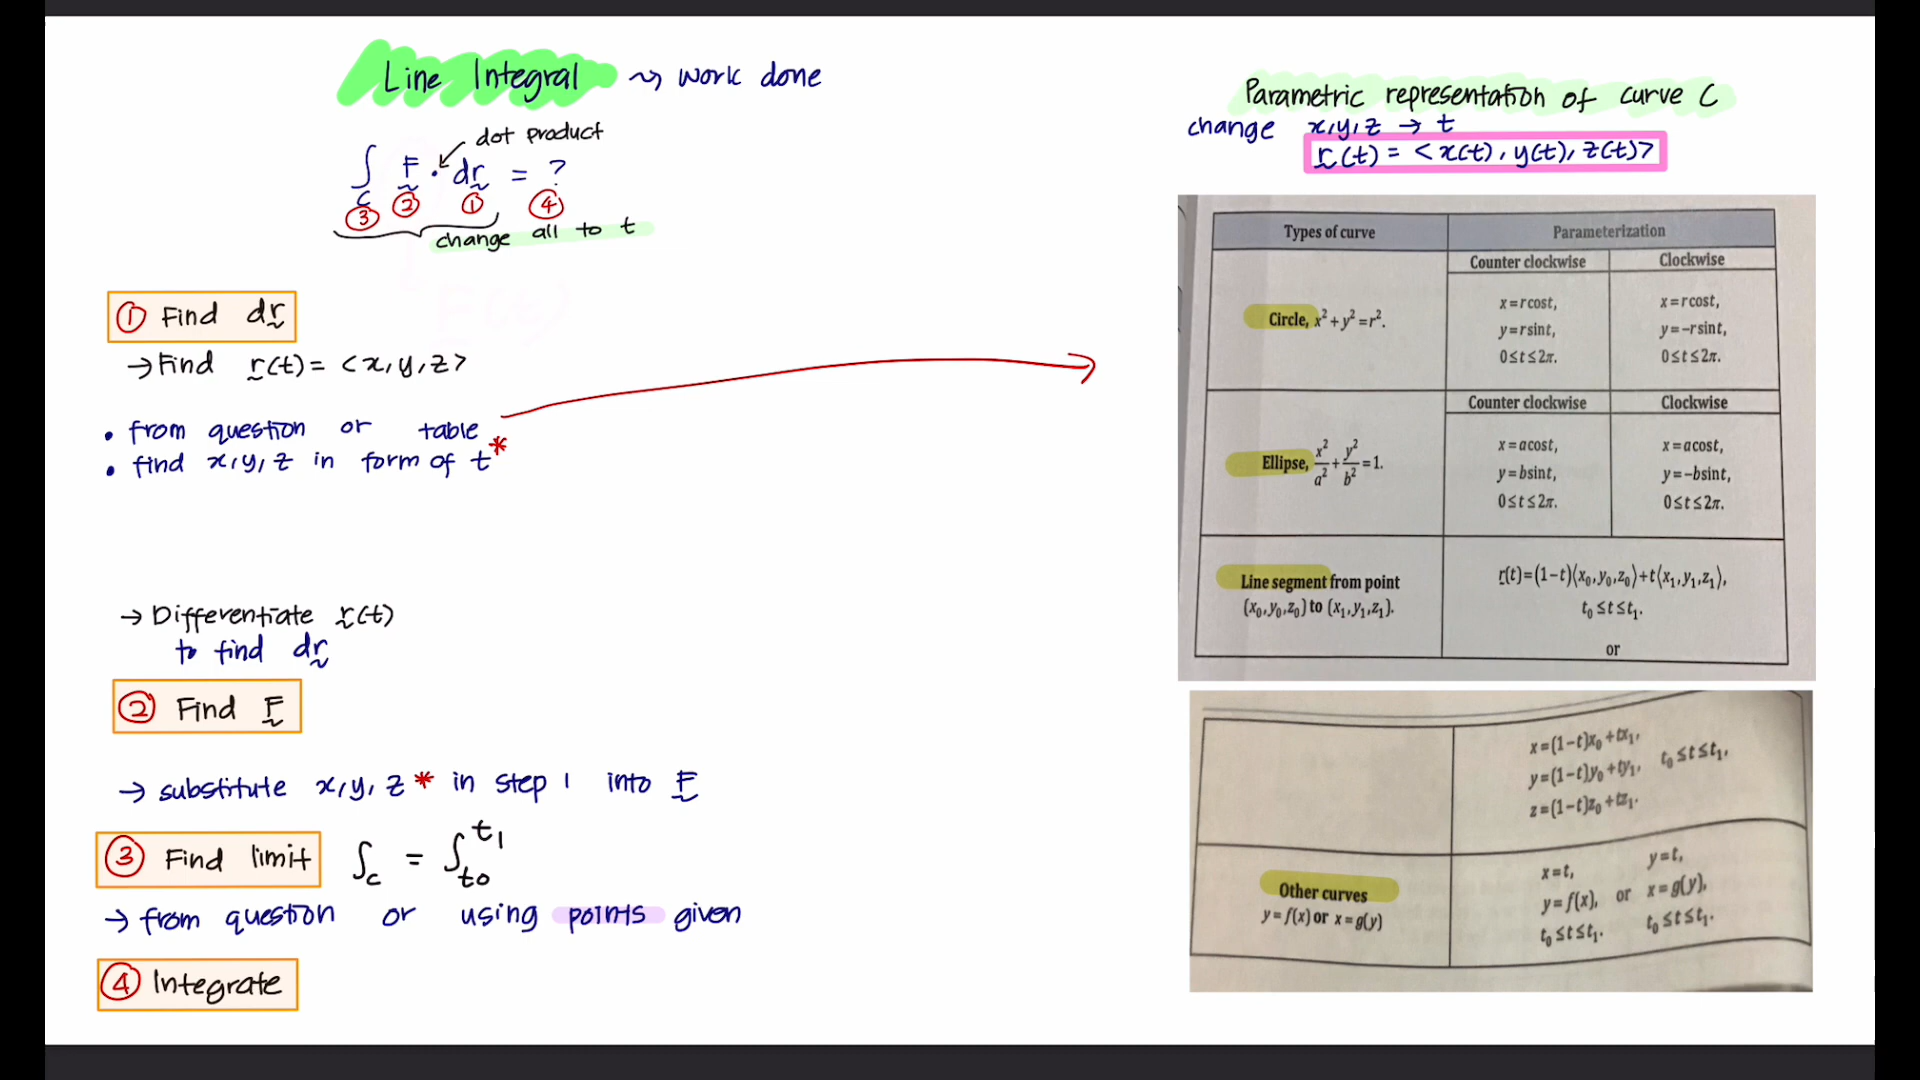 Line Integral ⤳ work done
dot product
∫ F · dr = ?
C
③ ② ① ④
change all to t
① Find dr
→ Find r(t) = <x, y, z>
• from question or table
• find x, y, z in form of t *
→ Differentiate r(t)
to find dr
② Find F
→ substitute x, y, z * in step 1 into F
③ Find limit ∫c = ∫t0 t1
→ from question or using points given
④ Integrate
Parametric representation of curve C
change x, y, z → t
r(t) = <x(t), y(t), z(t)>
Types of curve Parameterization
Counter clockwise Clockwise
Circle, x²+y²=r².
x=rcost, x=rcost,
y=rsint, y=-rsint,
0≤t≤2π. 0≤t≤2π.
Counter clockwise Clockwise
Ellipse, x²/a²+y²/b²=1.
x=acost, x=acost,
y=bsint, y=-bsint,
0≤t≤2π. 0≤t≤2π.
Line segment from point
(x₀,y₀,z₀) to (x₁,y₁,z₁).
r(t)=(1-t)⟨x₀,y₀,z₀⟩+t⟨x₁,y₁,z₁⟩,
t₀≤t≤t₁.
or
x=(1-t)x₀+tx₁,
y=(1-t)y₀+ty₁, t₀≤t≤t₁,
z=(1-t)z₀+tz₁.
Other curves
y=f(x) or x=g(y)
x=t, y=t,
y=f(x), or x=g(y),
t₀≤t≤t₁. t₀≤t≤t₁.